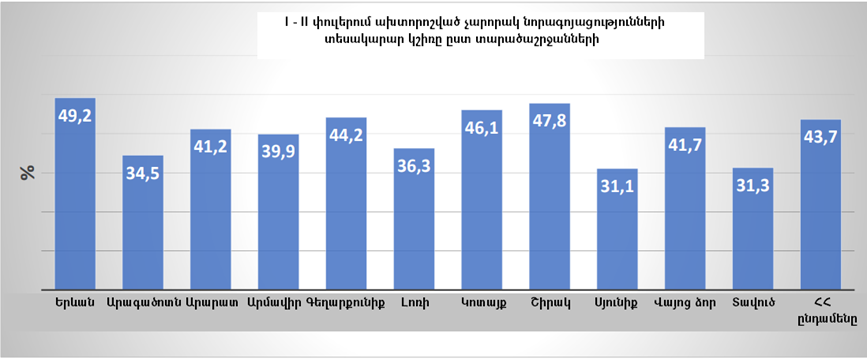 I - II փուլերում ախտորոշված չարորակ նորագոյացությունների
տեսակարար կշիռը ըստ տարածաշրջանների
%
49,2 34,5 41,2 39,9 44,2 36,3 46,1 47,8 31,1 41,7 31,3 43,7
Երևան Արագածոտն Արարատ Արմավիր Գեղարքունիք Լոռի Կոտայք Շիրակ Սյունիք Վայոց ձոր Տավուծ ՀՀ
ընդամենը